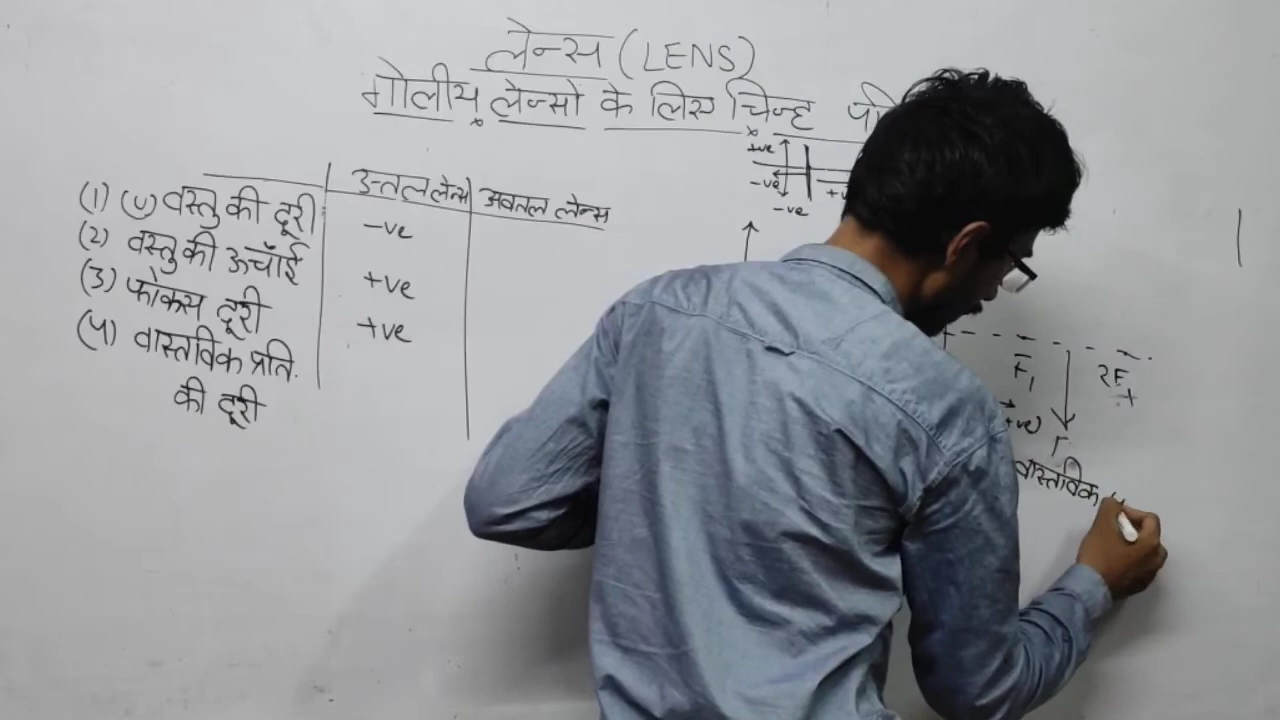 लेन्स (LENS)
गोलीय लेन्सों के लिए चिन्ह
+ve
-ve
-ve
उत्तल लेन्स अवतल लेन्स
(1) (u) वस्तु की दूरी -ve
(2) वस्तु की ऊचाँई +ve
(3) फोकस दूरी +ve
(4) वास्तविक प्रति.
की दूरी
F₁ 2F₁
+ve)
वास्तविक